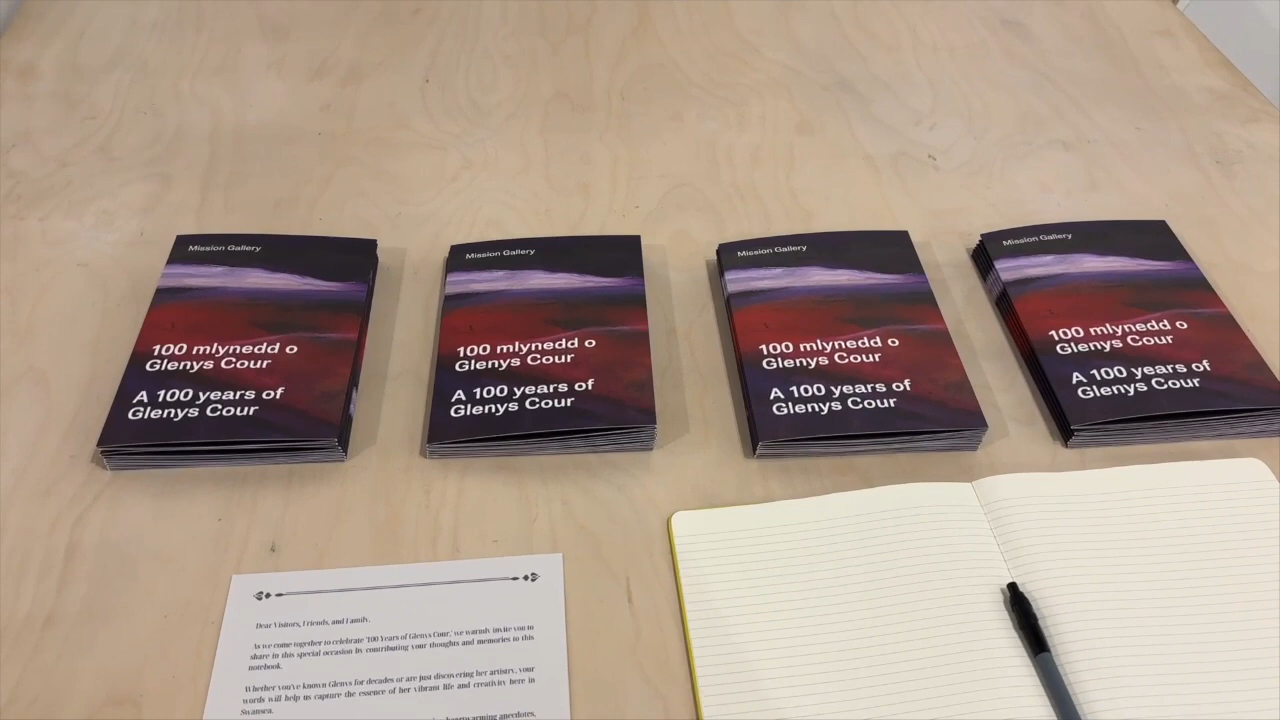 Mission Gallery
100 mlynedd o
Glenys Cour
A 100 years of
Glenys Cour
Mission Gallery
100 mlynedd o
Glenys Cour
A 100 years of
Glenys Cour
Mission Gallery
100 mlynedd o
Glenys Cour
A 100 years of
Glenys Cour
Mission Gallery
100 mlynedd o
Glenys Cour
A 100 years of
Glenys Cour
Dear Visitors, Friends, and Family,
As we come together to celebrate '100 Years of Glenys Cour,' we warmly invite you to
share in this special occasion by contributing your thoughts and memories to this
notebook.
Whether you've known Glenys for decades or are just discovering her artistry, your
words will help us capture the essence of her vibrant life and creativity here in
Swansea.
anecdotes,